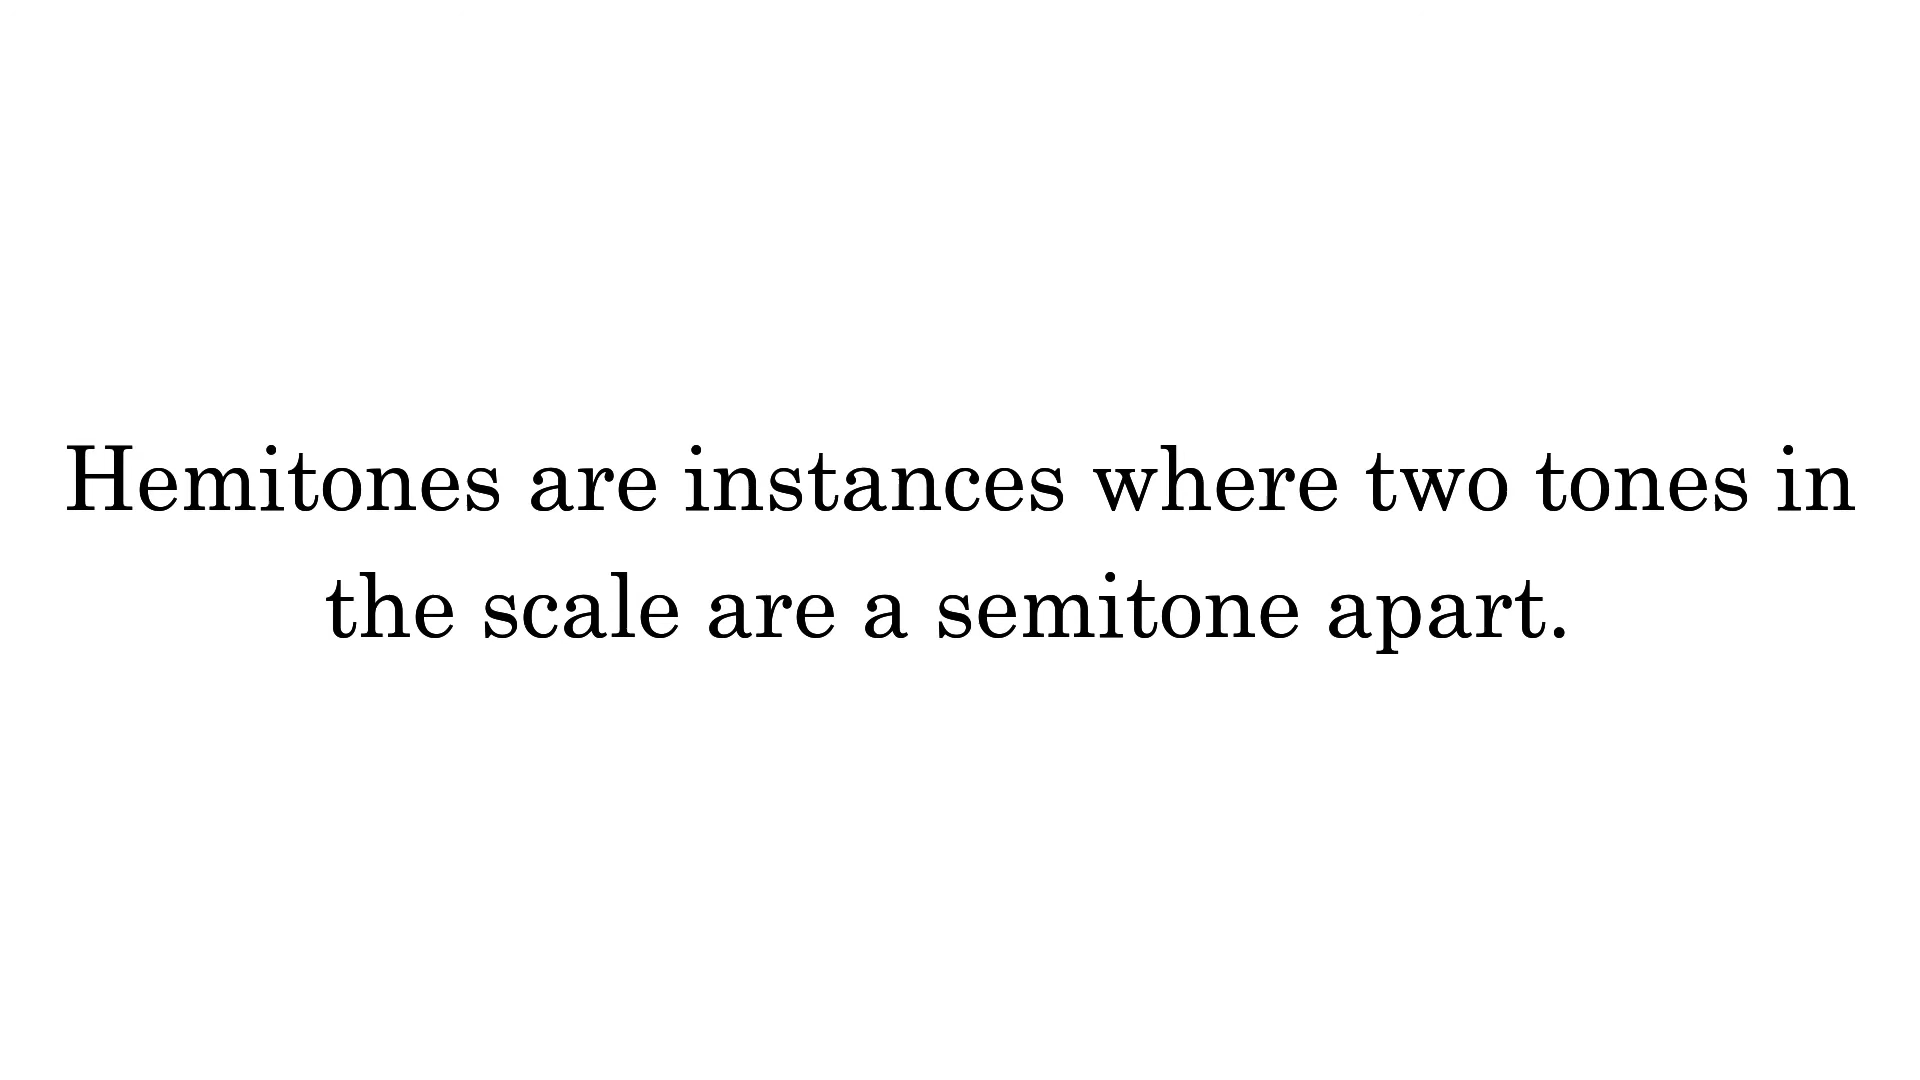 Hemitones are instances where two tones in
the scale are a semitone apart.